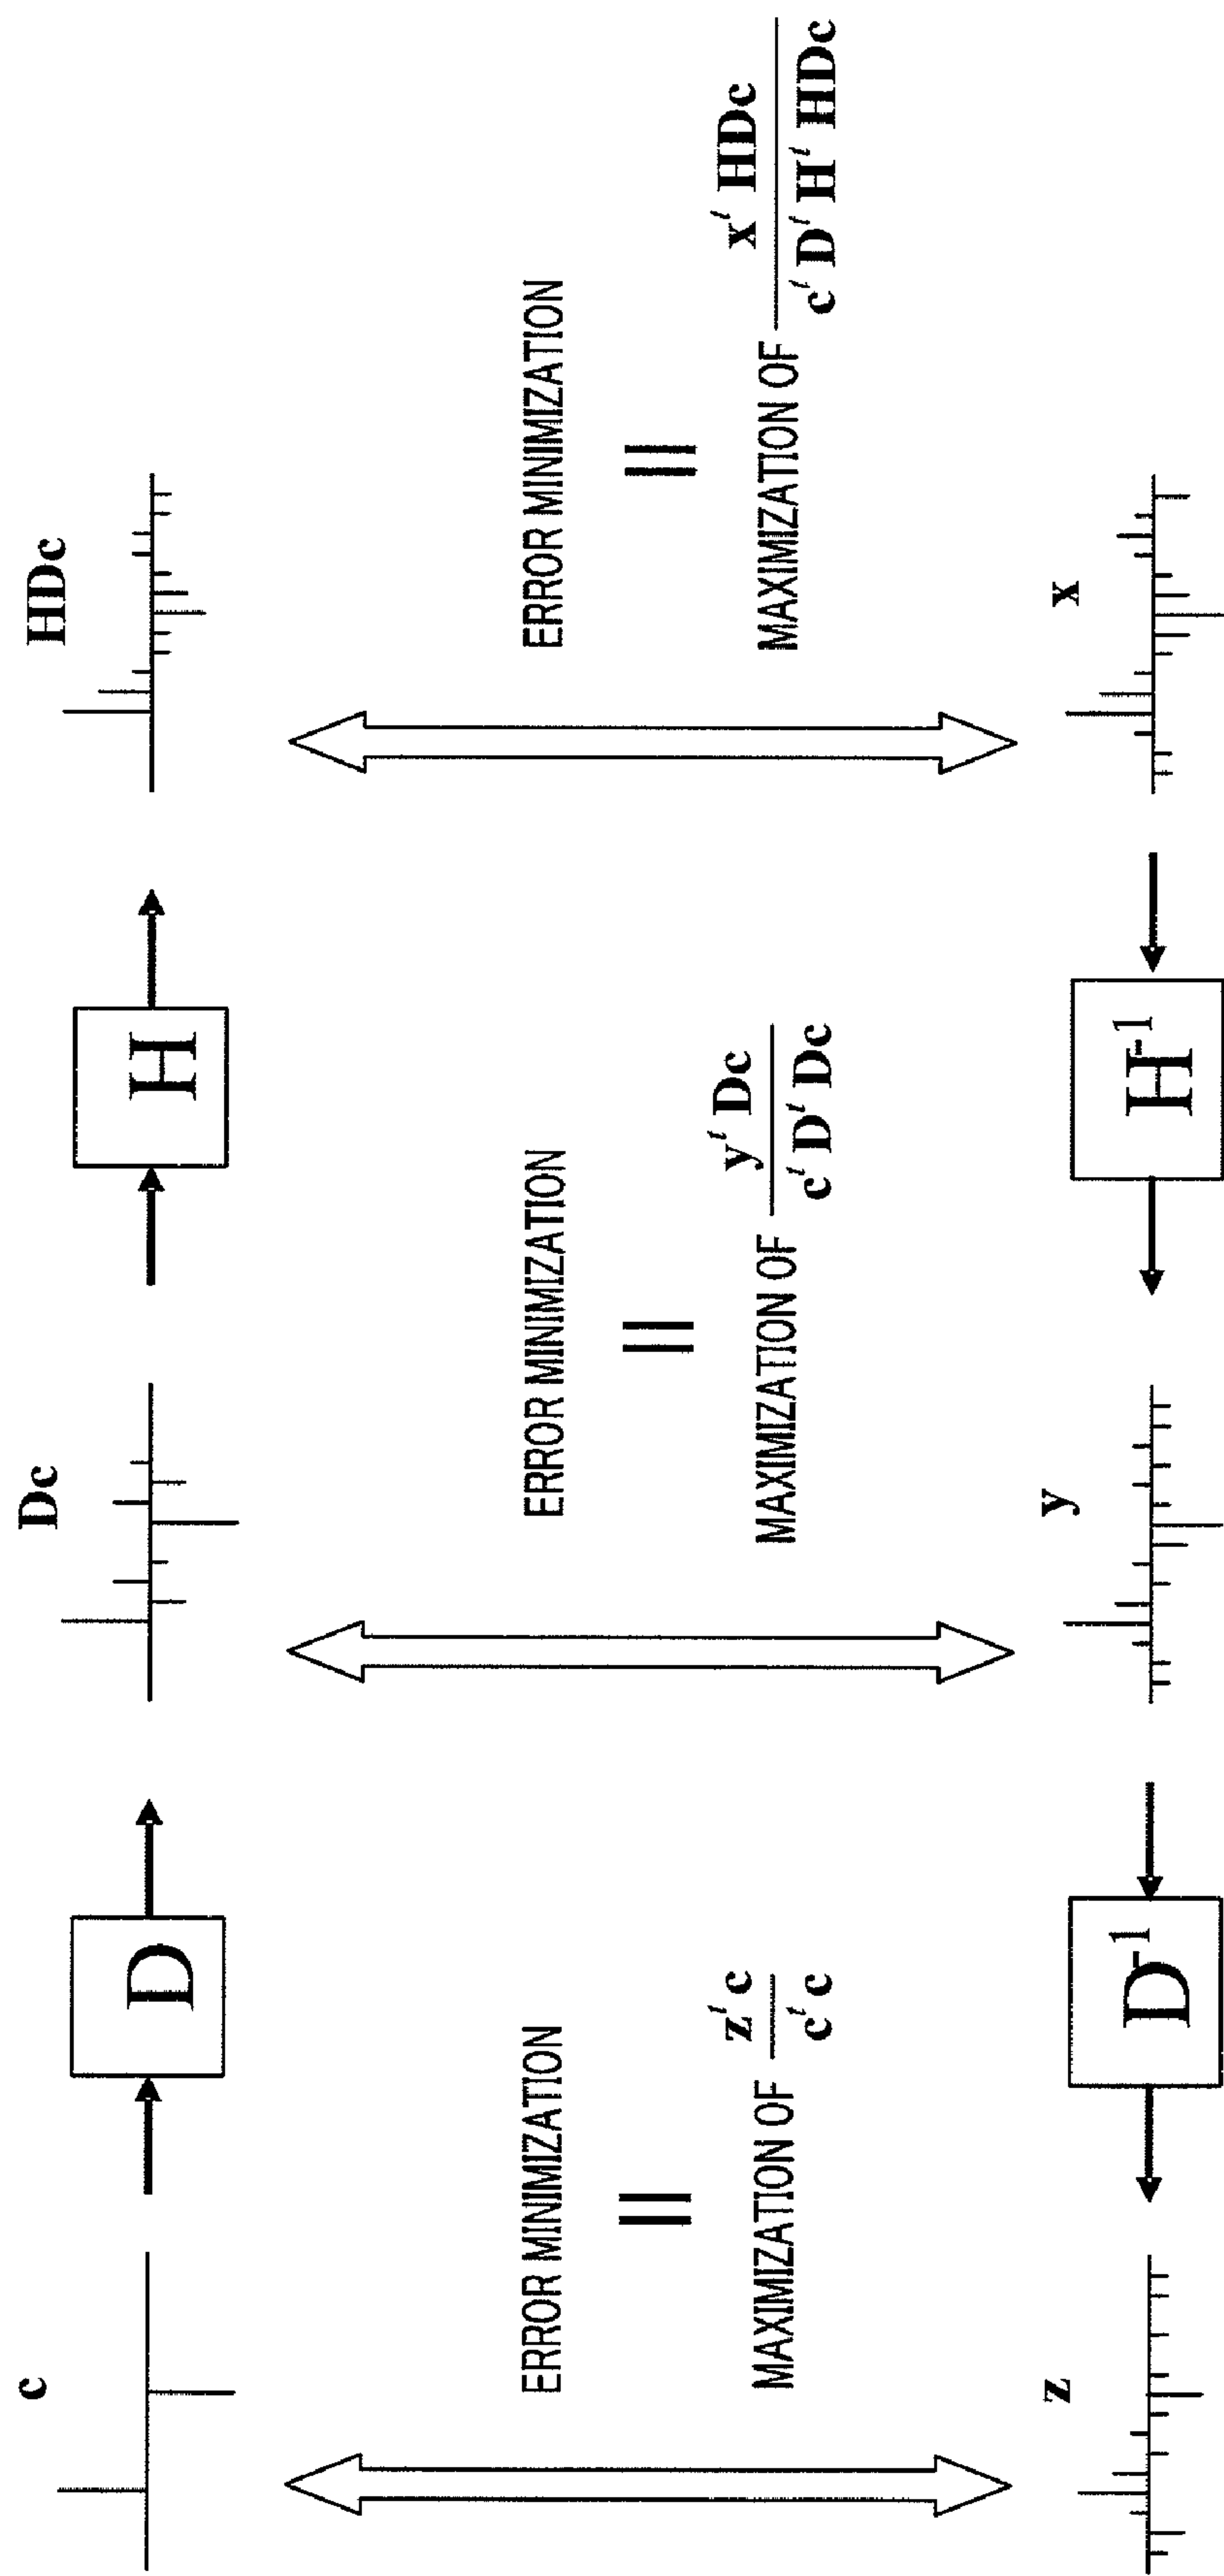 c
D
Dc
H
HDc
ERROR MINIMIZATION
||
MAXIMIZATION OF z^t c / c^t c
ERROR MINIMIZATION
||
MAXIMIZATION OF y^t Dc / c^t D^t Dc
ERROR MINIMIZATION
||
MAXIMIZATION OF x^t HDc / c^t D^t H^t HDc
z
D^-1
y
H^-1
x